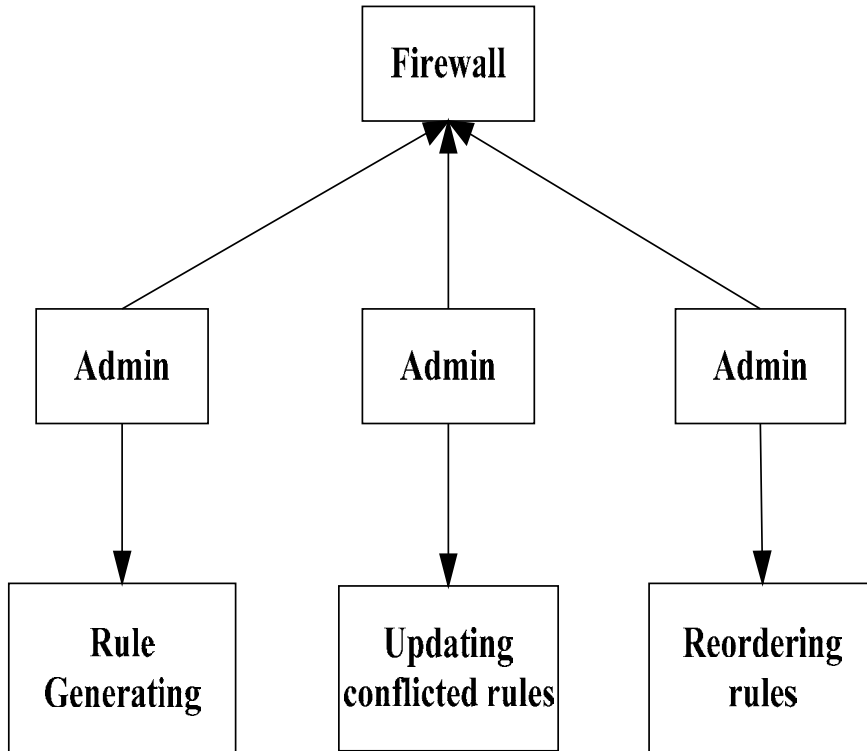 Firewall
Admin
Admin
Admin
Rule
Generating
Updating
conflicted rules
Reordering
rules